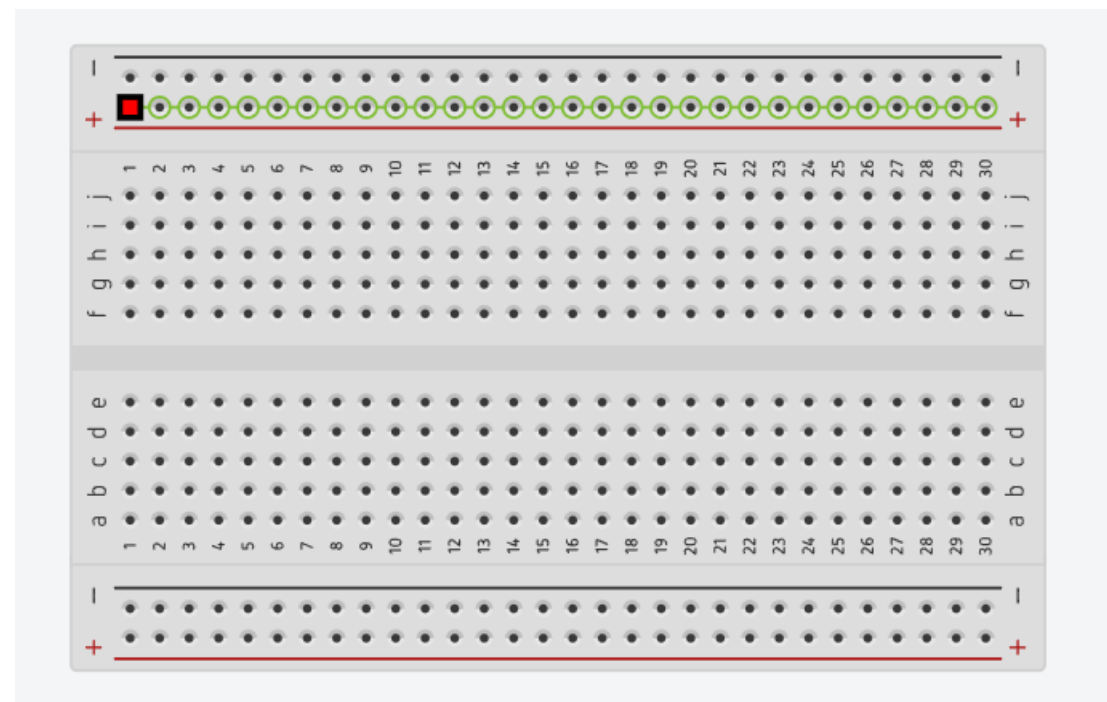 − −
+ +
1 2 3 4 5 6 7 8 9 10 11 12 13 14 15 16 17 18 19 20 21 22 23 24 25 26 27 28 29 30
j j
i i
h h
g g
f f
e e
d d
c c
b b
a a
1 2 3 4 5 6 7 8 9 10 11 12 13 14 15 16 17 18 19 20 21 22 23 24 25 26 27 28 29 30
− −
+ +